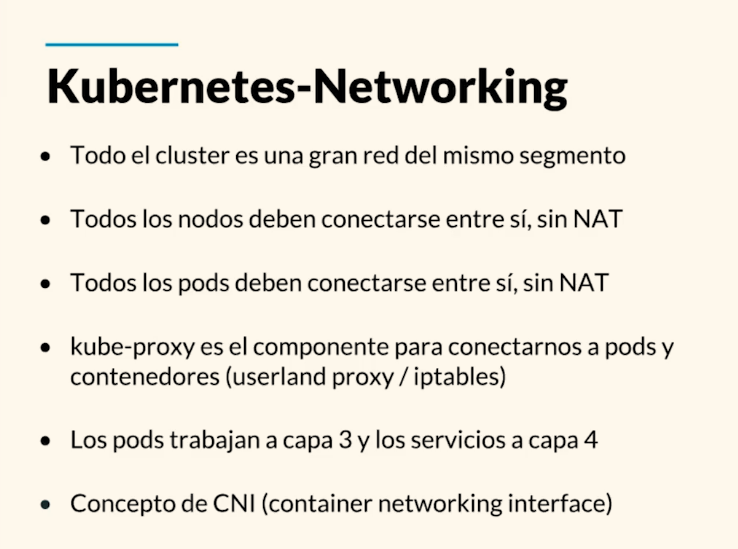 Kubernetes-Networking
• Todo el cluster es una gran red del mismo segmento
• Todos los nodos deben conectarse entre sí, sin NAT
• Todos los pods deben conectarse entre sí, sin NAT
• kube-proxy es el componente para conectarnos a pods y
contenedores (userland proxy / iptables)
• Los pods trabajan a capa 3 y los servicios a capa 4
• Concepto de CNI (container networking interface)